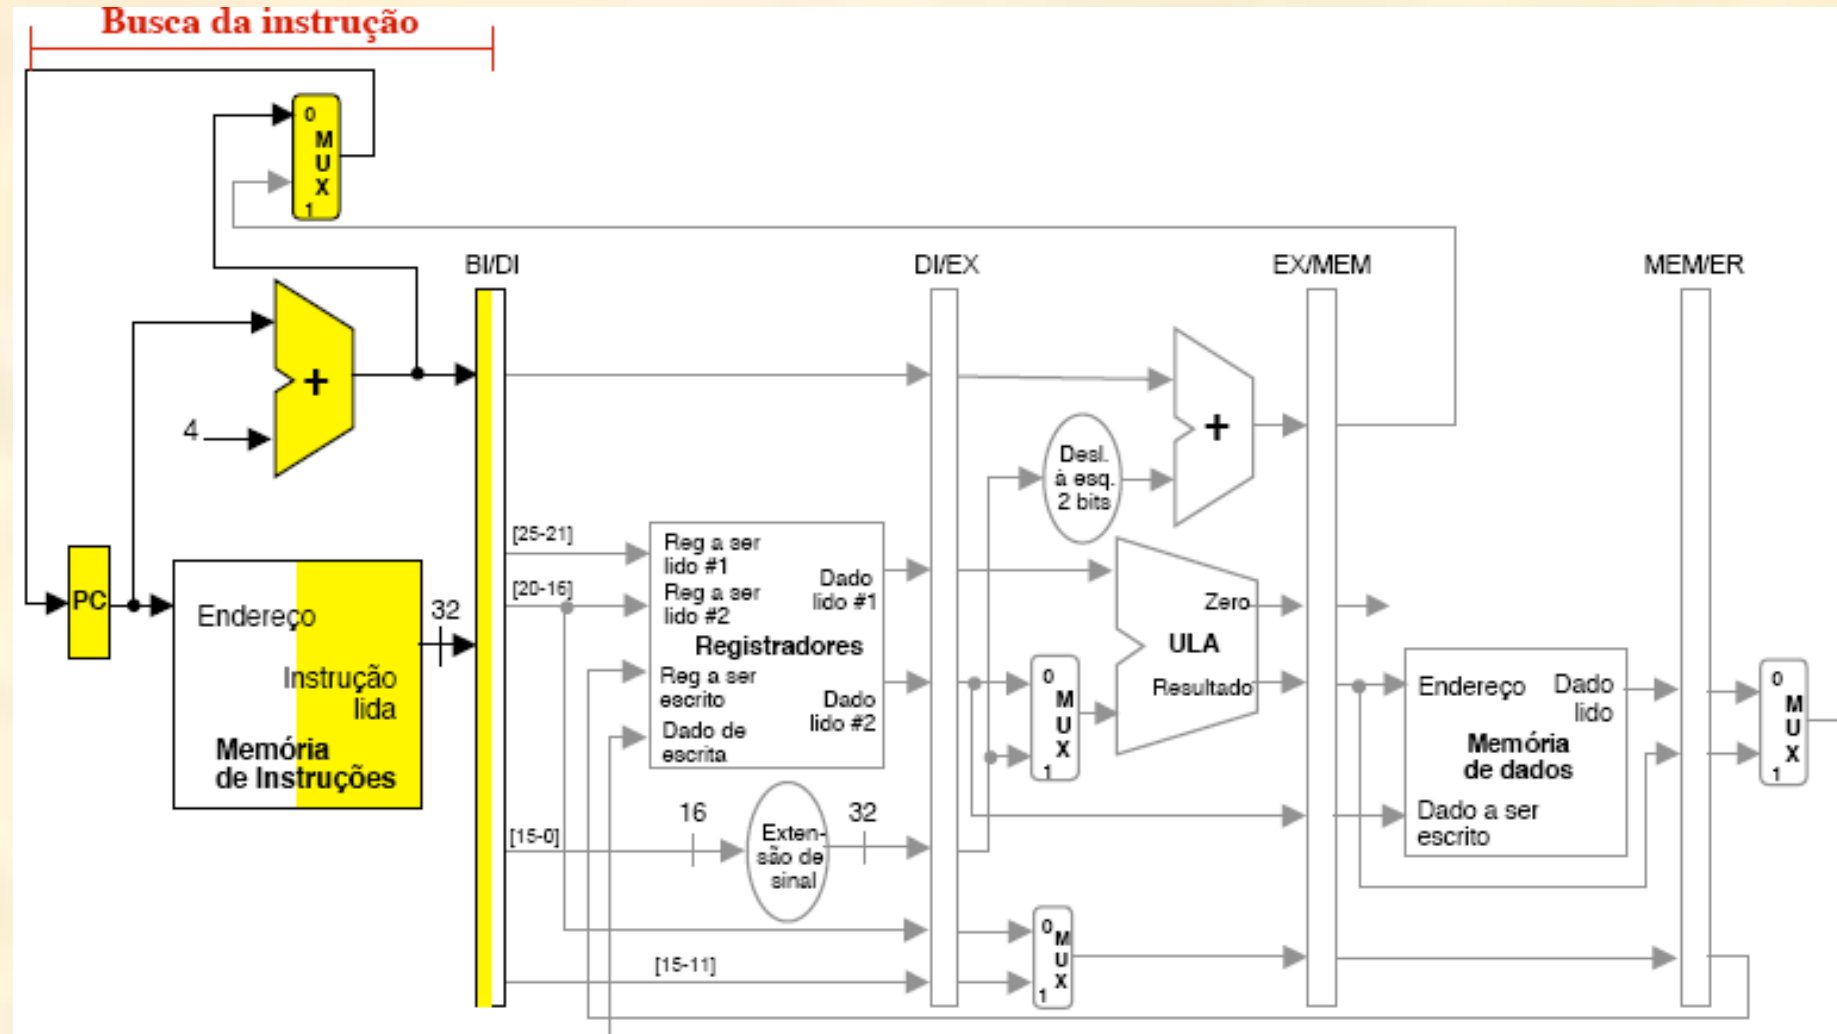 Busca da instrução
0
M
U
X
1
BI/DI
DI/EX
EX/MEM
MEM/ER
+
4
+
Desl.
à esq.
2 bits
[25-21]
[20-16]
PC
Endereço
Instrução
lida
Memória
de Instruções
32
Reg a ser
lido #1
Reg a ser
lido #2
Registradores
Reg a ser
escrito
Dado de
escrita
Dado
lido #1
Dado
lido #2
0
M
U
X
1
Zero
ULA
Resultado
Endereço
Dado
lido
Memória
de dados
Dado a ser
escrito
0
M
U
X
1
[15-0]
16
Exten-
são de
sinal
32
[15-11]
0
M
U
X
1